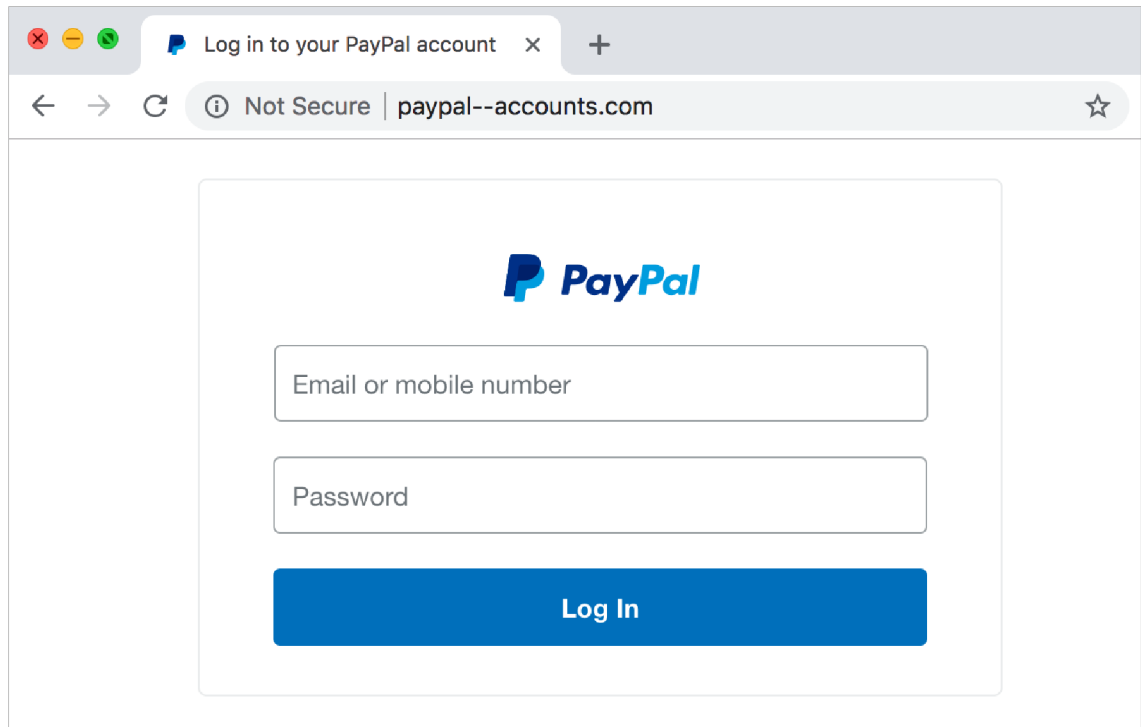 Log in to your PayPal account
Not Secure paypal--accounts.com
PayPal
Email or mobile number
Password
Log In